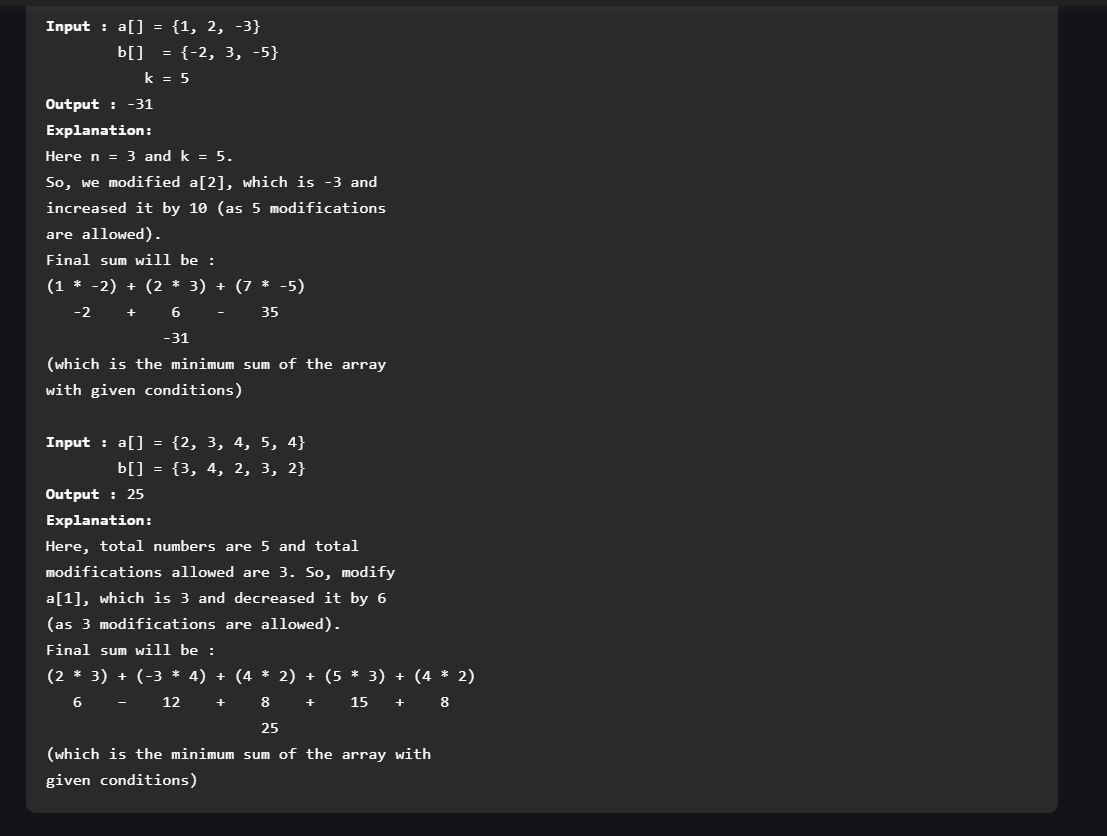 Input : a[] = {1, 2, -3}
b[]  = {-2, 3, -5}
k = 5
Output : -31
Explanation:
Here n = 3 and k = 5.
So, we modified a[2], which is -3 and
increased it by 10 (as 5 modifications
are allowed).
Final sum will be :
(1 * -2) + (2 * 3) + (7 * -5)
-2    +    6    -    35
-31
(which is the minimum sum of the array
with given conditions)
Input : a[] = {2, 3, 4, 5, 4}
b[] = {3, 4, 2, 3, 2}
Output : 25
Explanation:
Here, total numbers are 5 and total
modifications allowed are 3. So, modify
a[1], which is 3 and decreased it by 6
(as 3 modifications are allowed).
Final sum will be :
(2 * 3) + (-3 * 4) + (4 * 2) + (5 * 3) + (4 * 2)
6    –    12    +    8    +    15   +    8
25
(which is the minimum sum of the array with
given conditions)